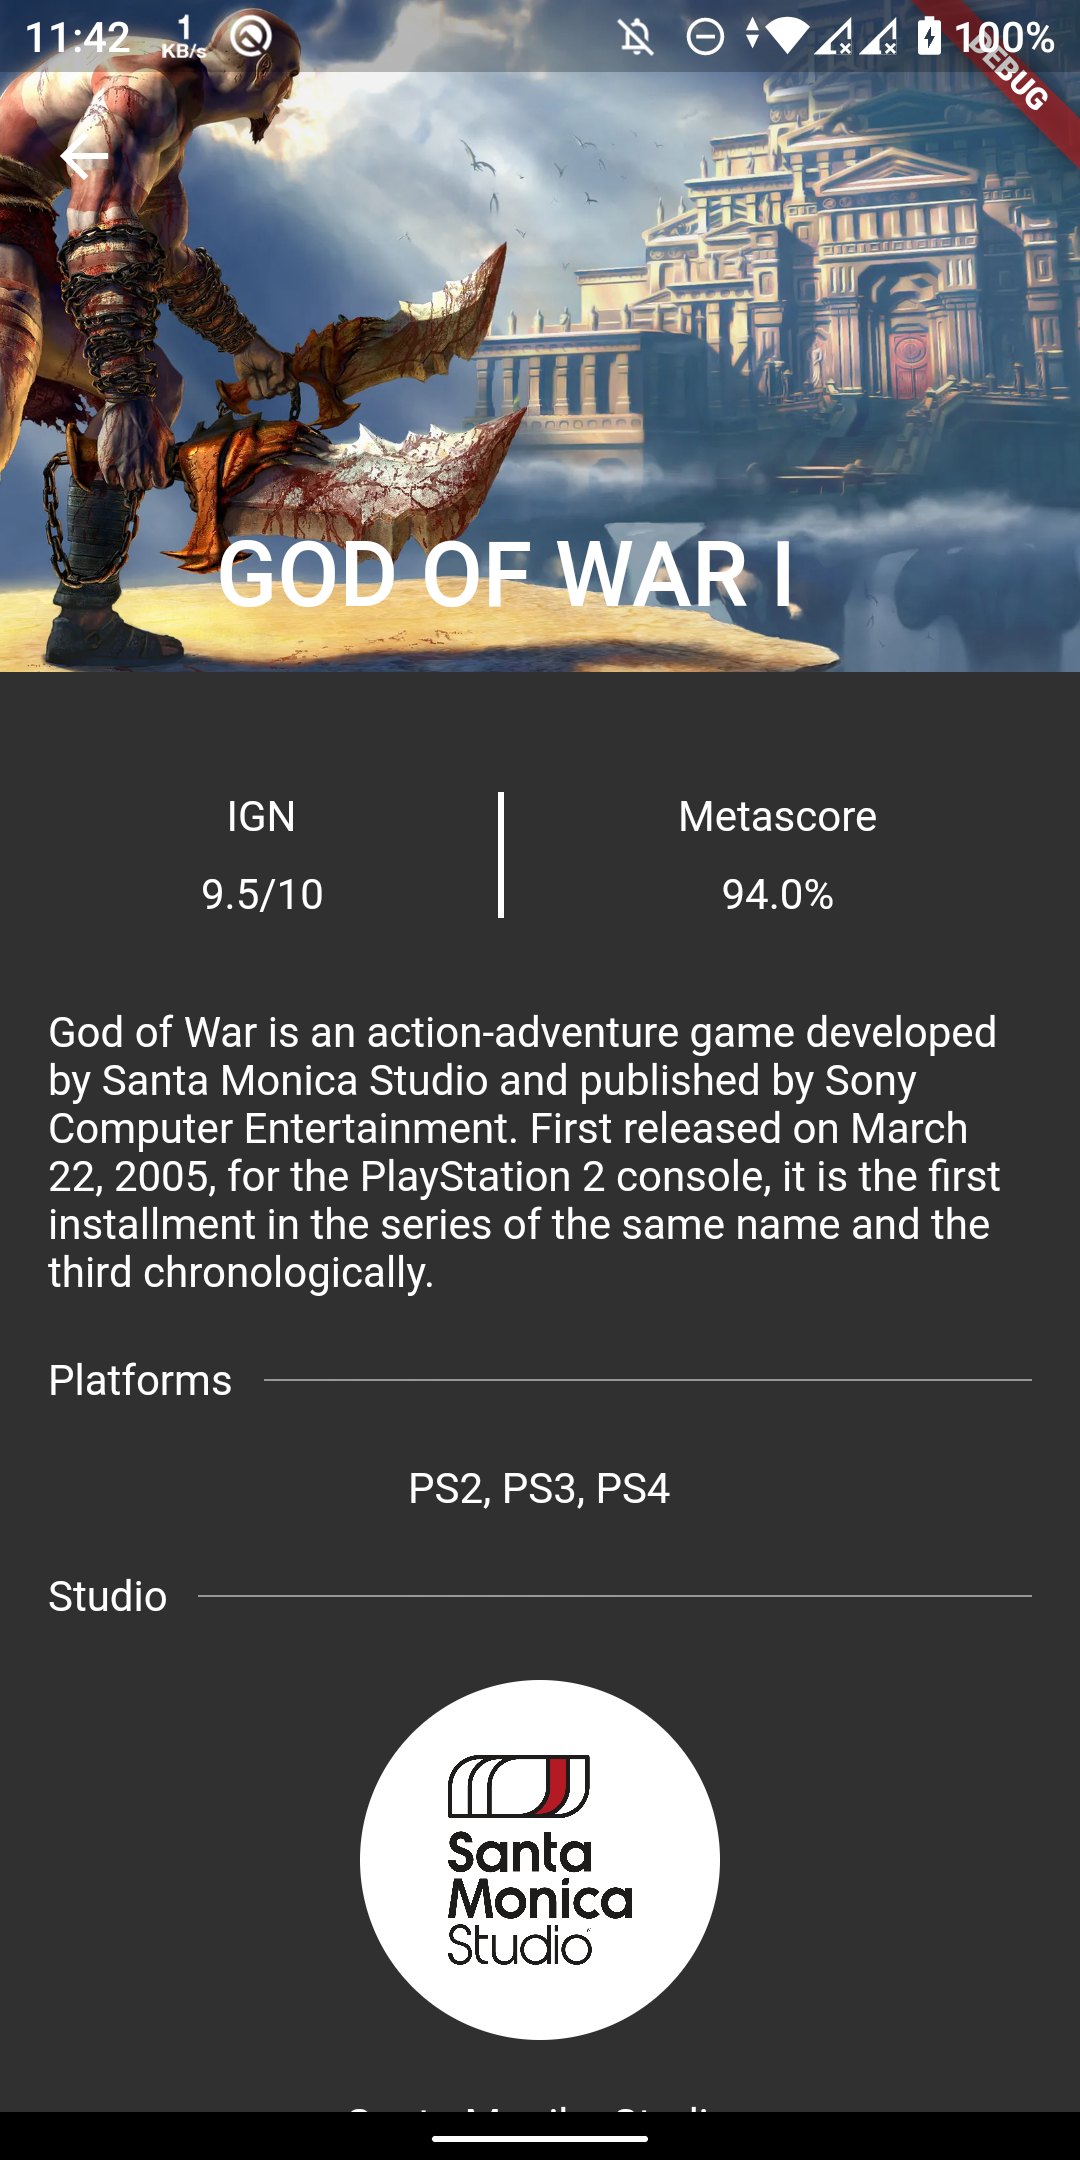 11:42 1 KB/s 100%
DEBUG
GOD OF WAR I
IGN Metascore
9.5/10 94.0%
God of War is an action-adventure game developed
by Santa Monica Studio and published by Sony
Computer Entertainment. First released on March
22, 2005, for the PlayStation 2 console, it is the first
installment in the series of the same name and the
third chronologically.
Platforms
PS2, PS3, PS4
Studio
Santa
Monica
Studio